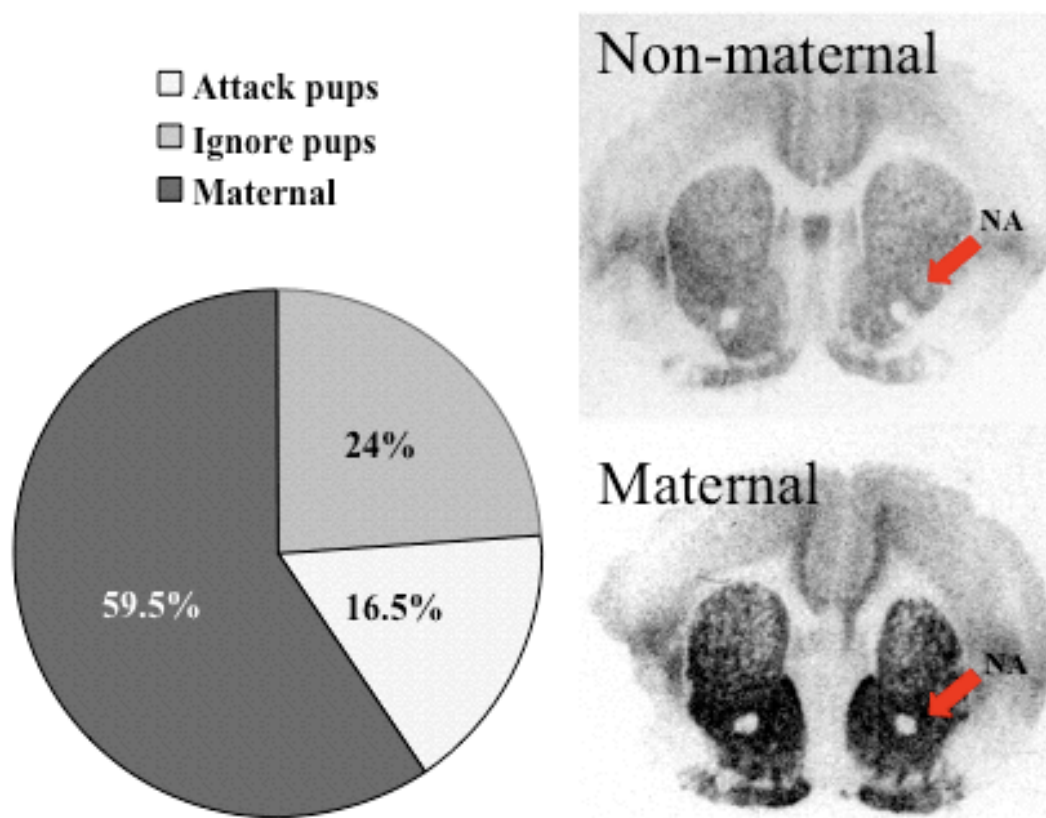 Attack pups
Ignore pups
Maternal
24%
16.5%
59.5%
Non-maternal
NA
Maternal
NA